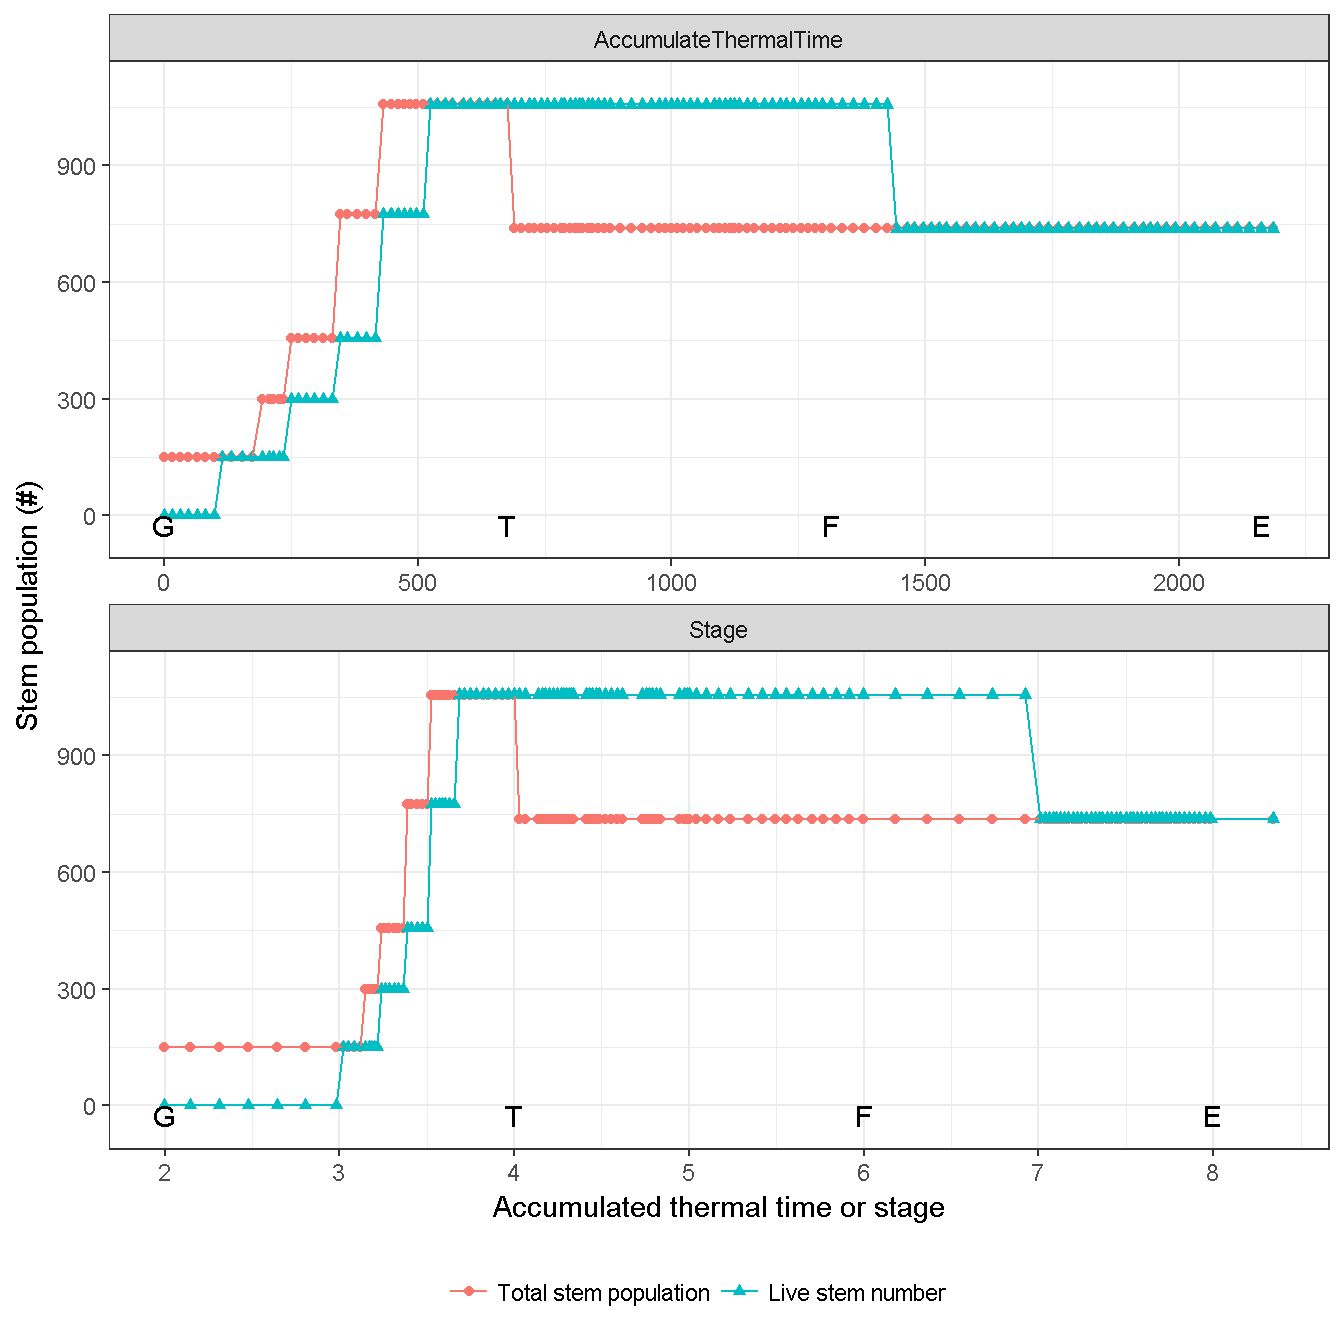 AccumulateThermalTime
900
600
300
0
G T F E
0 500 1000 1500 2000
Stage
900
600
300
0
G T F E
2 3 4 5 6 7 8
Stem population (#)
Accumulated thermal time or stage
Total stem population Live stem number